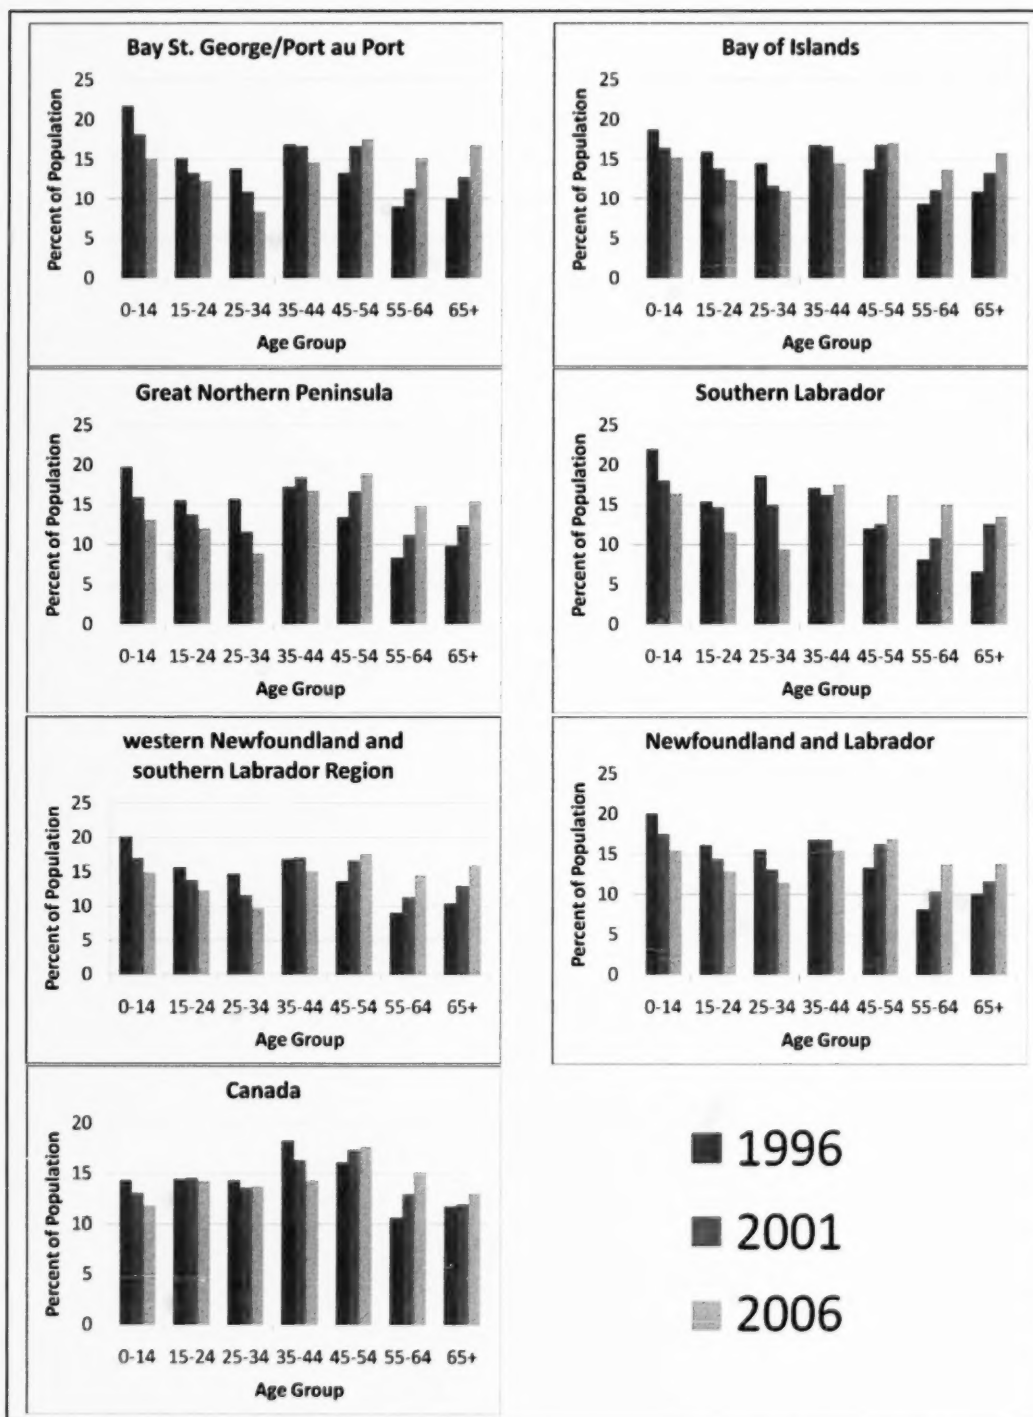 Bay St. George/Port au Port
Percent of Population
25
20
15
10
5
0
0-14 15-24 25-34 35-44 45-54 55-64 65+
Age Group
Bay of Islands
Percent of Population
25
20
15
10
5
0
0-14 15-24 25-34 35-44 45-54 55-64 65+
Age Group
Great Northern Peninsula
Percent of Population
25
20
15
10
5
0
0-14 15-24 25-34 35-44 45-54 55-64 65+
Age Group
Southern Labrador
Percent of Population
25
20
15
10
5
0
0-14 15-24 25-34 35-44 45-54 55-64 65+
Age Group
western Newfoundland and
southern Labrador Region
Percent of Population
25
20
15
10
5
0
0-14 15-24 25-34 35-44 45-54 55-64 65+
Age Group
Newfoundland and Labrador
Percent of Population
25
20
15
10
5
0
0-14 15-24 25-34 35-44 45-54 55-64 65+
Age Group
Canada
Percent of Population
20
15
10
5
0
0-14 15-24 25-34 35-44 45-54 55-64 65+
Age Group
1996
2001
2006